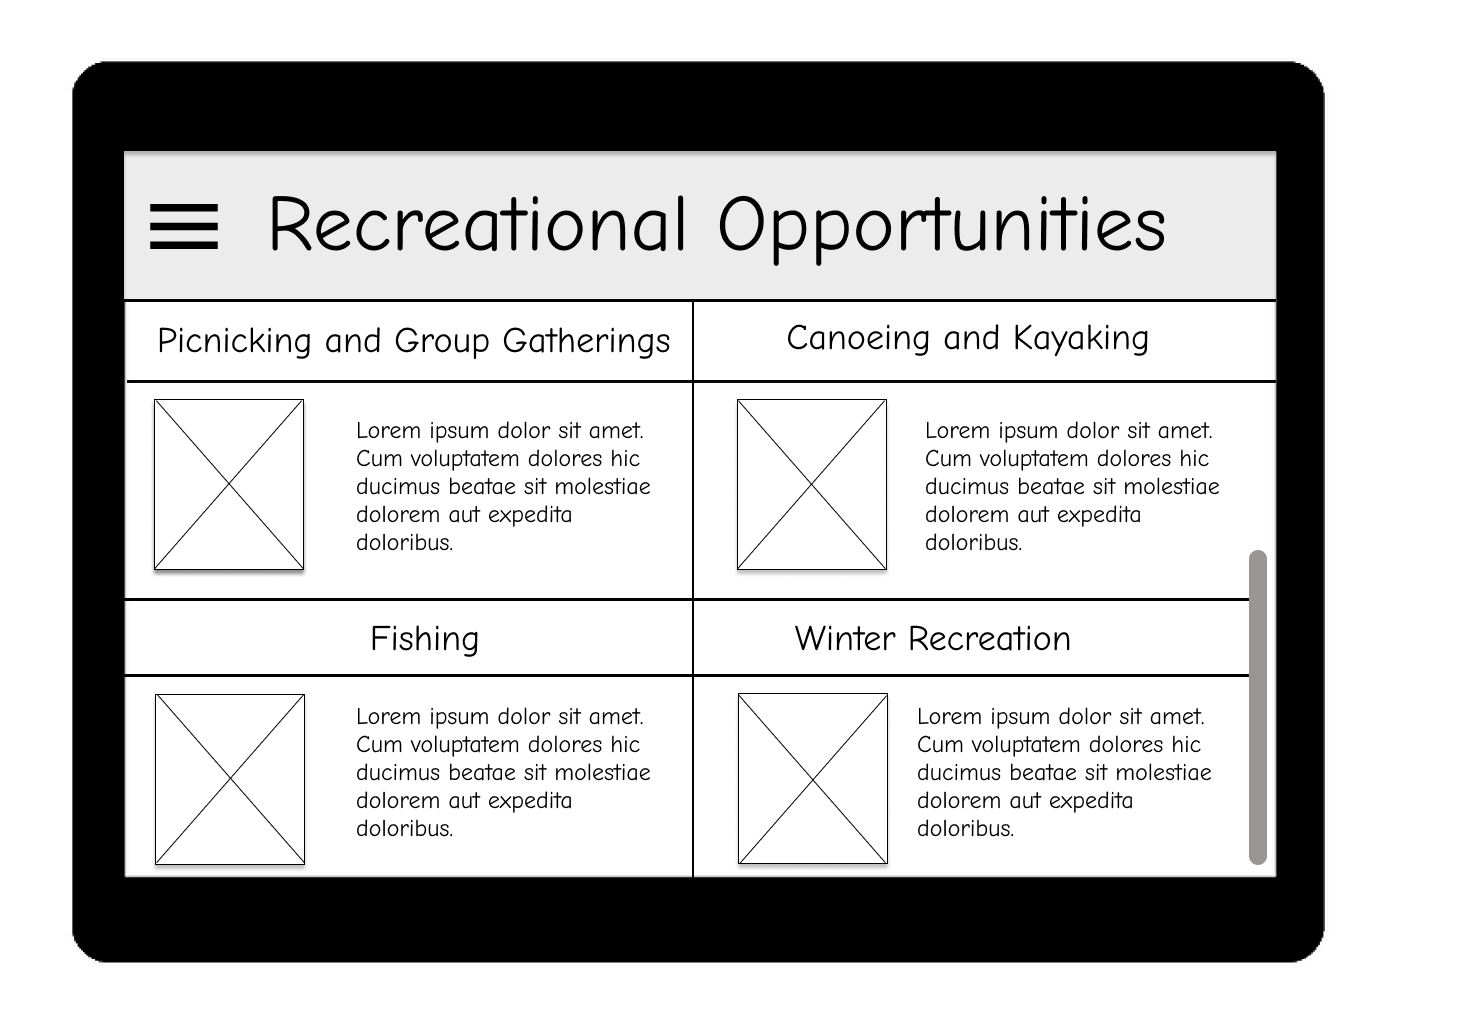 Recreational Opportunities
Picnicking and Group Gatherings
Canoeing and Kayaking
Lorem ipsum dolor sit amet.
Cum voluptatem dolores hic
ducimus beatae sit molestiae
dolorem aut expedita
doloribus.
Lorem ipsum dolor sit amet.
Cum voluptatem dolores hic
ducimus beatae sit molestiae
dolorem aut expedita
doloribus.
Fishing
Winter Recreation
Lorem ipsum dolor sit amet.
Cum voluptatem dolores hic
ducimus beatae sit molestiae
dolorem aut expedita
doloribus.
Lorem ipsum dolor sit amet.
Cum voluptatem dolores hic
ducimus beatae sit molestiae
dolorem aut expedita
doloribus.